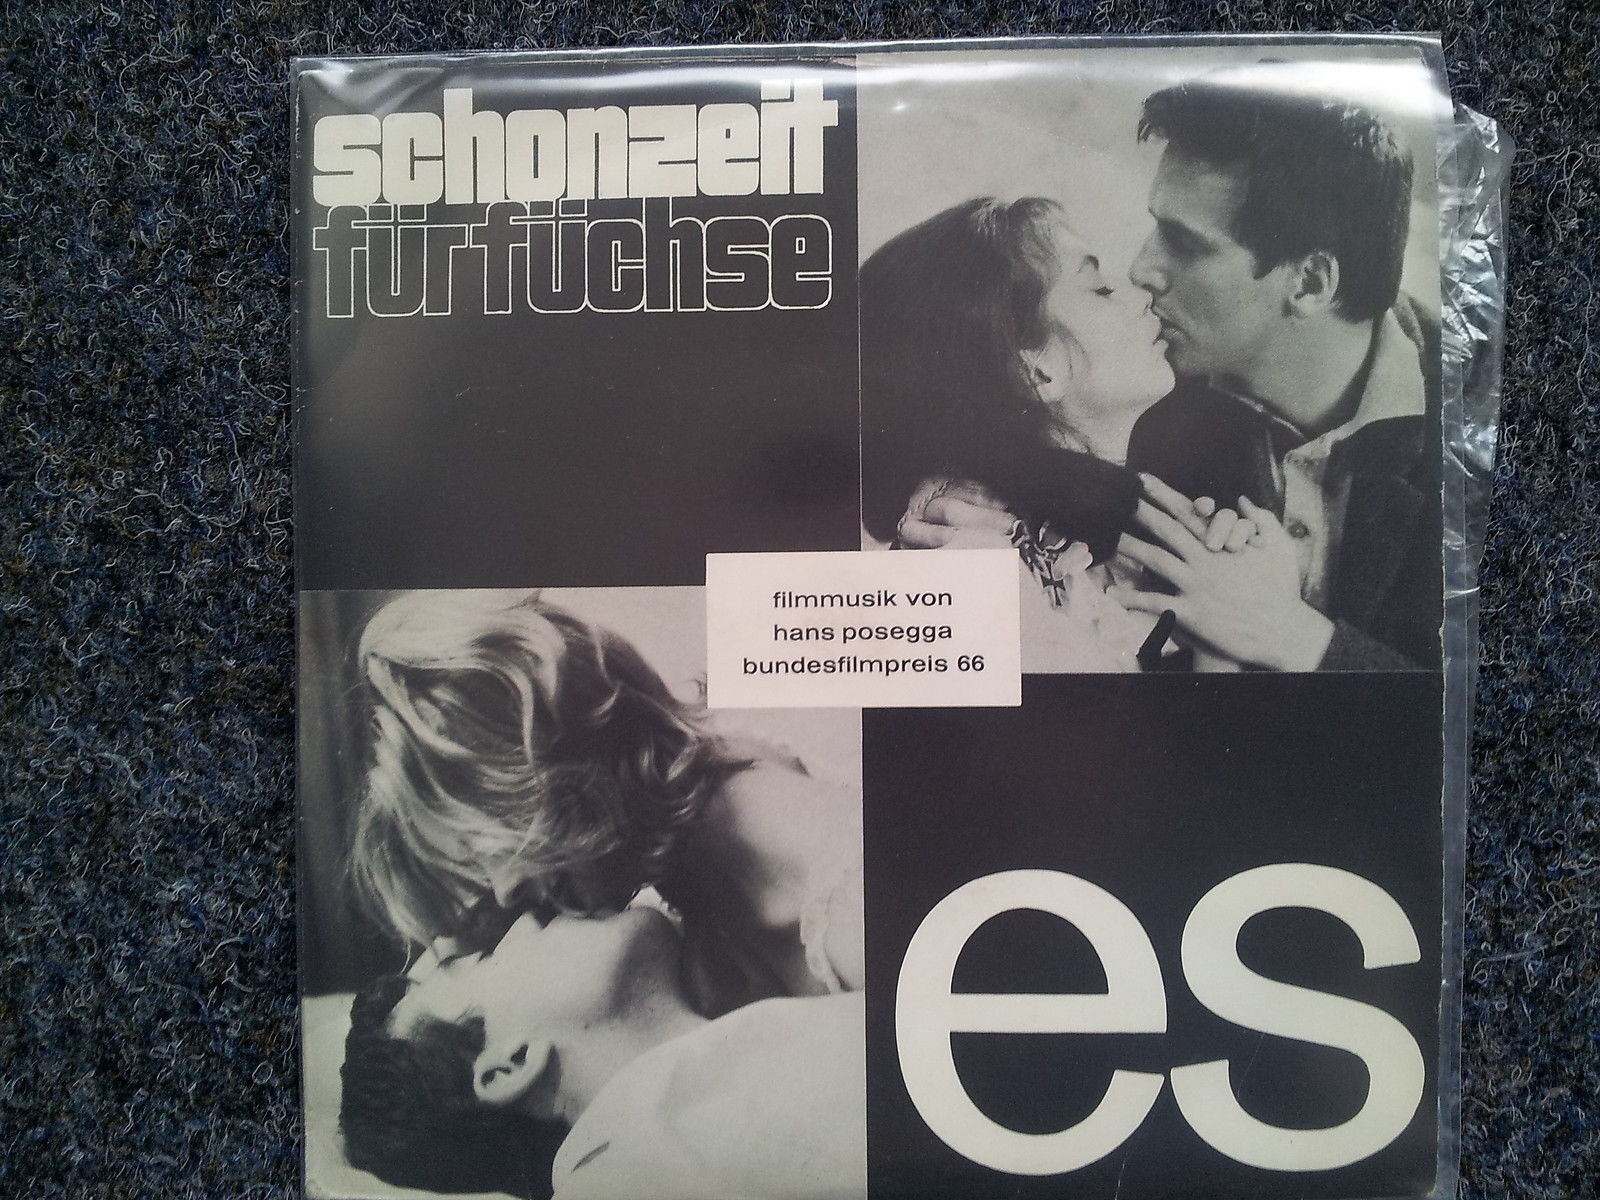 schonzeit
fürfüchse
filmmusik von
hans posegga
bundesfilmpreis 66
es